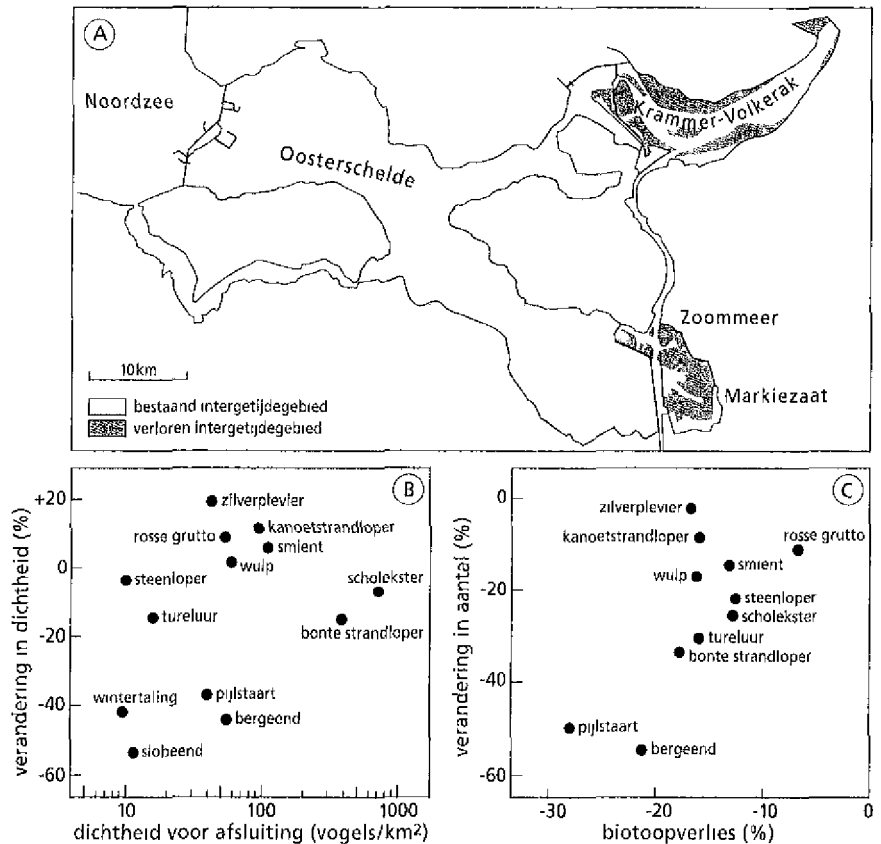 A
Noordzee
Oosterschelde
Krammer-Volkerak
Zoommeer
Markiezaat
10km
bestaand intergetijdegebied
verloren intergetijdegebied
B
verandering in dichtheid (%)
+20
0
-20
-40
-60
zilverplevier
kanoetstrandloper
rosse grutto
smient
wulp
steenloper
scholekster
tureluur
bonte strandloper
wintertaling
pijlstaart
bergeend
slobeend
10
100
1000
dichtheid voor afsluiting (vogels/km²)
C
verandering in aantal (%)
0
-20
-40
-60
zilverplevier
kanoetstrandloper
rosse grutto
smient
wulp
steenloper
scholekster
tureluur
bonte strandloper
pijlstaart
bergeend
-30
-20
-10
0
biotoopverlies (%)